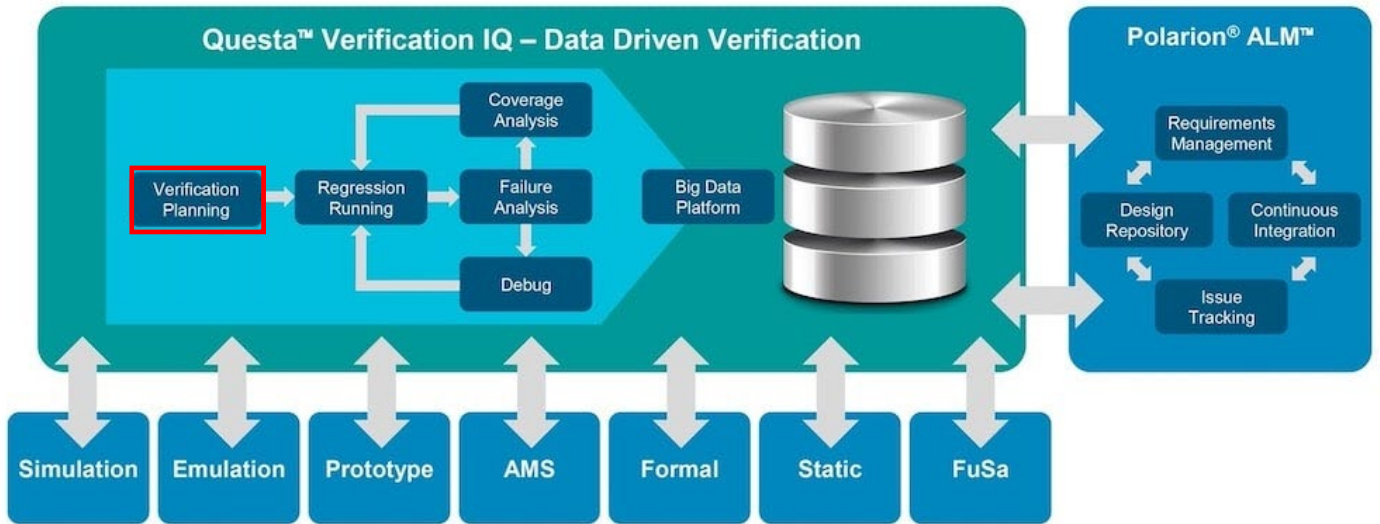 Questa™ Verification IQ – Data Driven Verification
Polarion® ALM™
Coverage
Analysis
Verification
Planning
Regression
Running
Failure
Analysis
Debug
Big Data
Platform
Requirements
Management
Design
Repository
Continuous
Integration
Issue
Tracking
Simulation
Emulation
Prototype
AMS
Formal
Static
FuSa